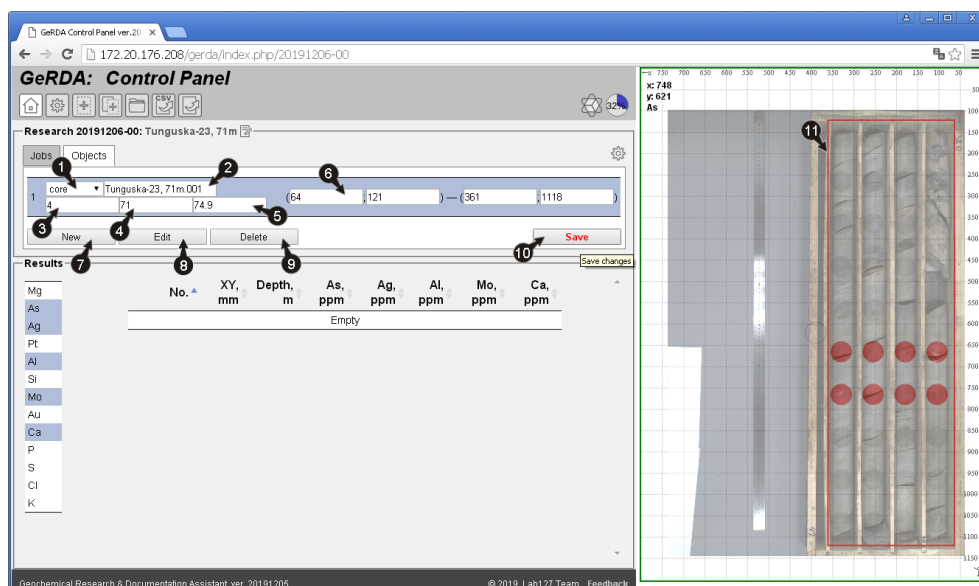 GeRDA Control Panel ver.20
172.20.176.208/gerda/index.php/20191206-00
GeRDA: Control Panel
CSV
32%
Research 20191206-00: Tunguska-23, 71m
Jobs Objects
1 2 6
1 core Tunguska-23, 71m.001 (64 ,121 ) — (361 ,1118 )
4 71 74.9
3 4 5
New Edit Delete Save
7 8 9 10
Save changes
Results
No. XY, mm Depth, m As, ppm Ag, ppm Al, ppm Mo, ppm Ca, ppm
Empty
Mg
As
Ag
Pt
Al
Si
Mo
Au
Ca
P
S
Cl
K
Geochemical Research & Documentation Assistant, ver. 20191205 © 2019, Lab127 Team Feedback
x 750 700 650 600 550 500 450 400 350 300 250 200 150 100 50
x: 748
y: 621
As
11
50
100
150
200
250
300
350
400
450
500
550
600
650
700
750
800
850
900
950
1000
1050
1100
1150